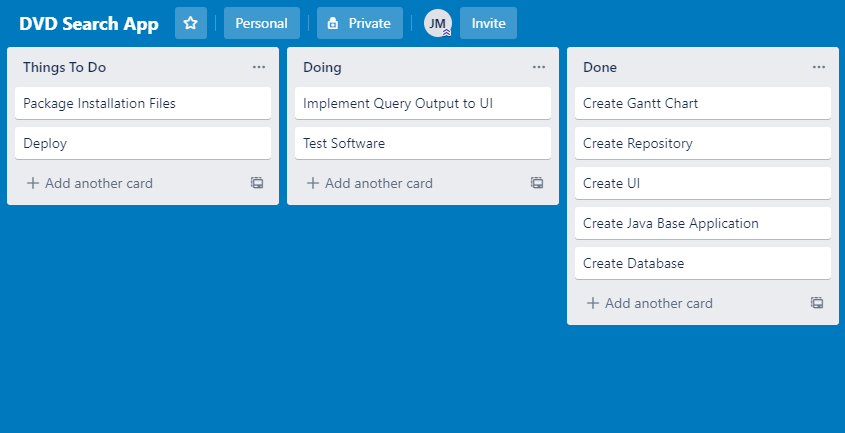 DVD Search App
Personal
Private
JM
Invite
Things To Do
Package Installation Files
Deploy
Add another card
Doing
Implement Query Output to UI
Test Software
Add another card
Done
Create Gantt Chart
Create Repository
Create UI
Create Java Base Application
Create Database
Add another card